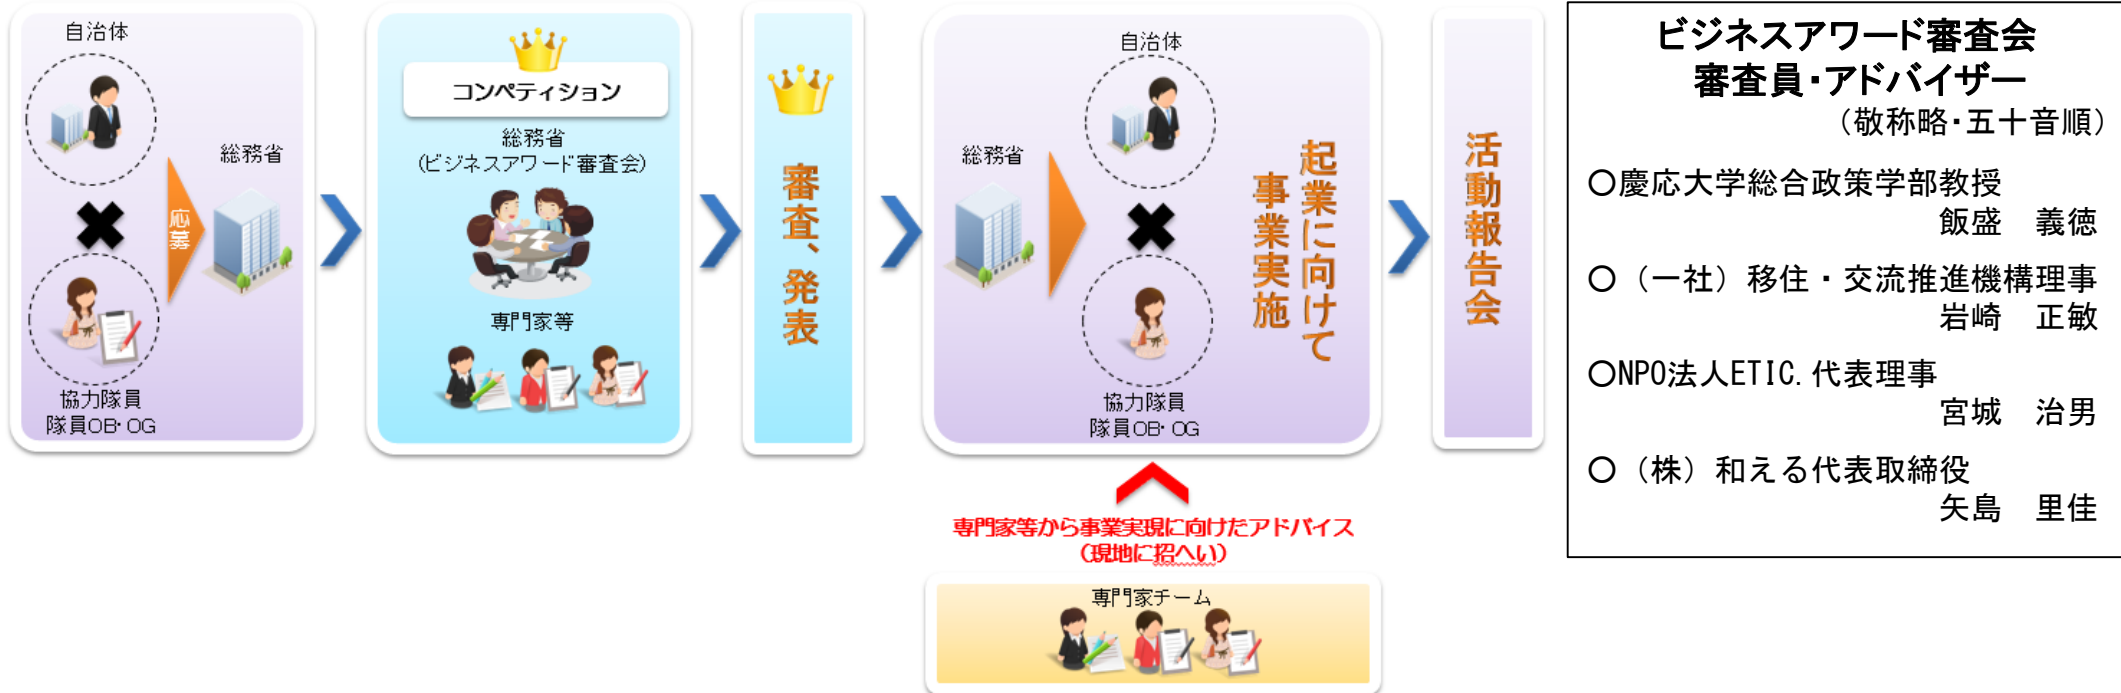 自治体
総務省
応募
協力隊員
隊員OB・OG
コンペティション
総務省
(ビジネスアワード審査会)
専門家等
審査、発表
自治体
総務省
起業に向けて
事業実施
協力隊員
隊員OB・OG
専門家等から事業実現に向けたアドバイス
(現地に招へい)
専門家チーム
活動報告会
ビジネスアワード審査会
審査員・アドバイザー
(敬称略・五十音順)
〇慶応大学総合政策学部教授
飯盛　義徳
〇(一社)移住・交流推進機構理事
岩崎　正敏
〇NPO法人ETIC.代表理事
宮城　治男
〇(株)和える代表取締役
矢島　里佳